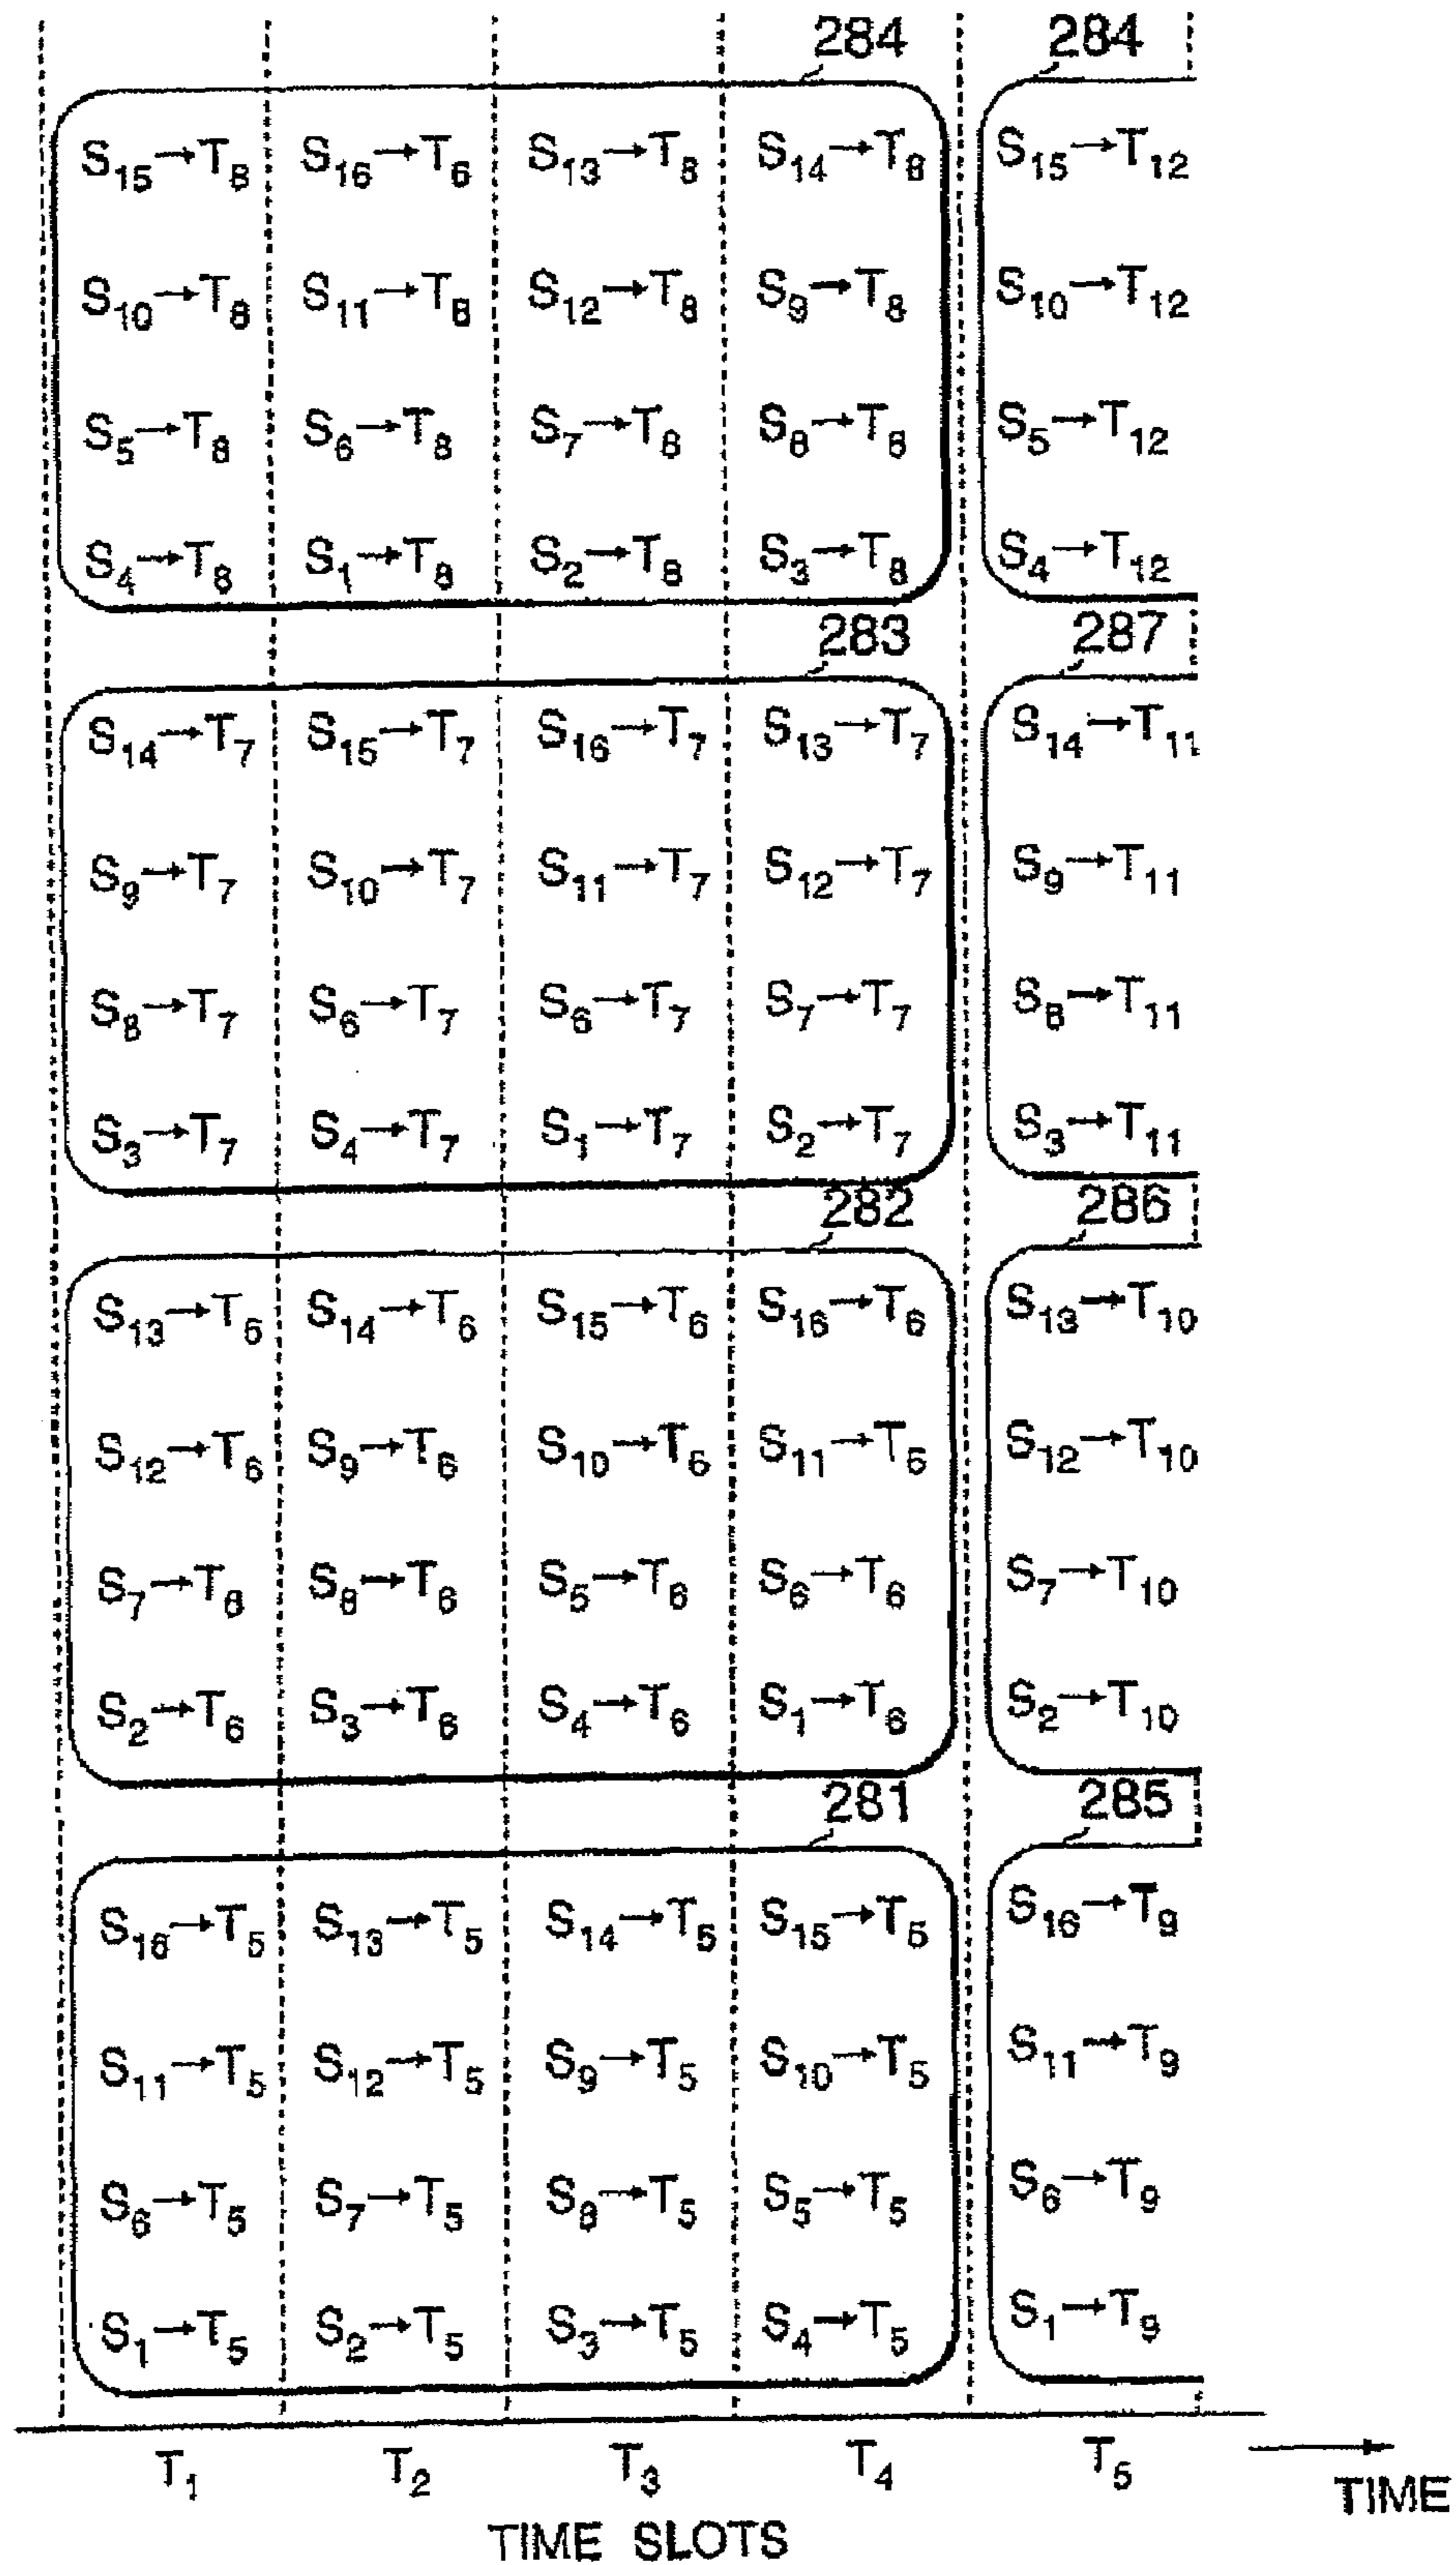 284 284
S₁₅→T₈ S₁₆→T₆ S₁₃→T₈ S₁₄→T₈ S₁₅→T₁₂
S₁₀→T₈ S₁₁→T₈ S₁₂→T₈ S₉→T₈ S₁₀→T₁₂
S₅→T₈ S₆→T₈ S₇→T₈ S₈→T₈ S₅→T₁₂
S₄→T₈ S₁→T₈ S₂→T₈ S₃→T₈ S₄→T₁₂
283 287
S₁₄→T₇ S₁₅→T₇ S₁₆→T₇ S₁₃→T₇ S₁₄→T₁₁
S₉→T₇ S₁₀→T₇ S₁₁→T₇ S₁₂→T₇ S₉→T₁₁
S₈→T₇ S₆→T₇ S₆→T₇ S₇→T₇ S₈→T₁₁
S₃→T₇ S₄→T₇ S₁→T₇ S₂→T₇ S₃→T₁₁
282 286
S₁₃→T₆ S₁₄→T₆ S₁₅→T₆ S₁₆→T₆ S₁₃→T₁₀
S₁₂→T₆ S₉→T₆ S₁₀→T₆ S₁₁→T₆ S₁₂→T₁₀
S₇→T₆ S₈→T₆ S₅→T₆ S₆→T₆ S₇→T₁₀
S₂→T₆ S₃→T₆ S₄→T₆ S₁→T₆ S₂→T₁₀
281 285
S₁₆→T₅ S₁₃→T₅ S₁₄→T₅ S₁₅→T₅ S₁₆→T₉
S₁₁→T₅ S₁₂→T₅ S₉→T₅ S₁₀→T₅ S₁₁→T₉
S₆→T₅ S₇→T₅ S₈→T₅ S₅→T₅ S₆→T₉
S₁→T₅ S₂→T₅ S₃→T₅ S₄→T₅ S₁→T₉
T₁ T₂ T₃ T₄ T₅
TIME
TIME SLOTS